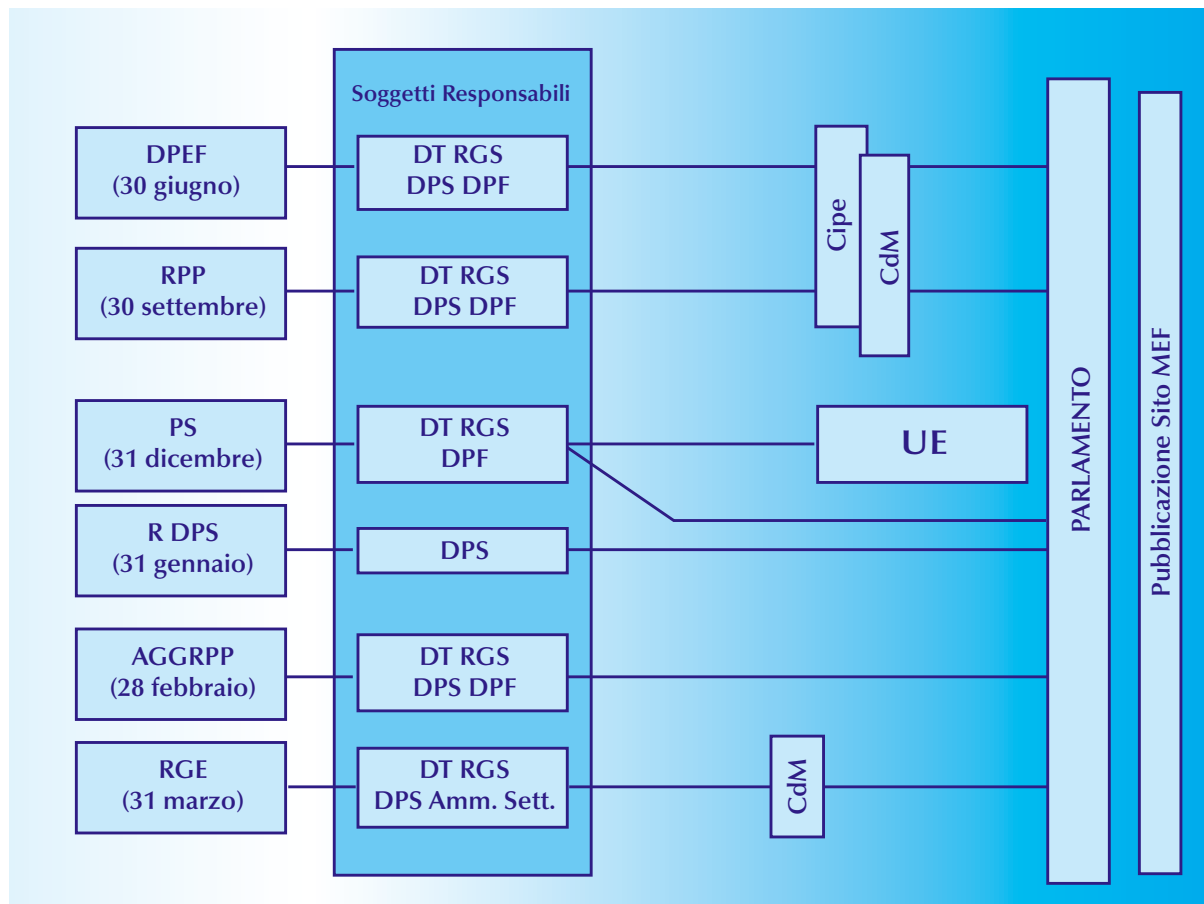 Soggetti Responsabili
DPEF
(30 giugno)
DT RGS
DPS DPF
RPP
(30 settembre)
DT RGS
DPS DPF
Cipe
CdM
PS
(31 dicembre)
DT RGS
DPF
UE
R DPS
(31 gennaio)
DPS
AGGRPP
(28 febbraio)
DT RGS
DPS DPF
RGE
(31 marzo)
DT RGS
DPS Amm. Sett.
CdM
PARLAMENTO
Pubblicazione Sito MEF